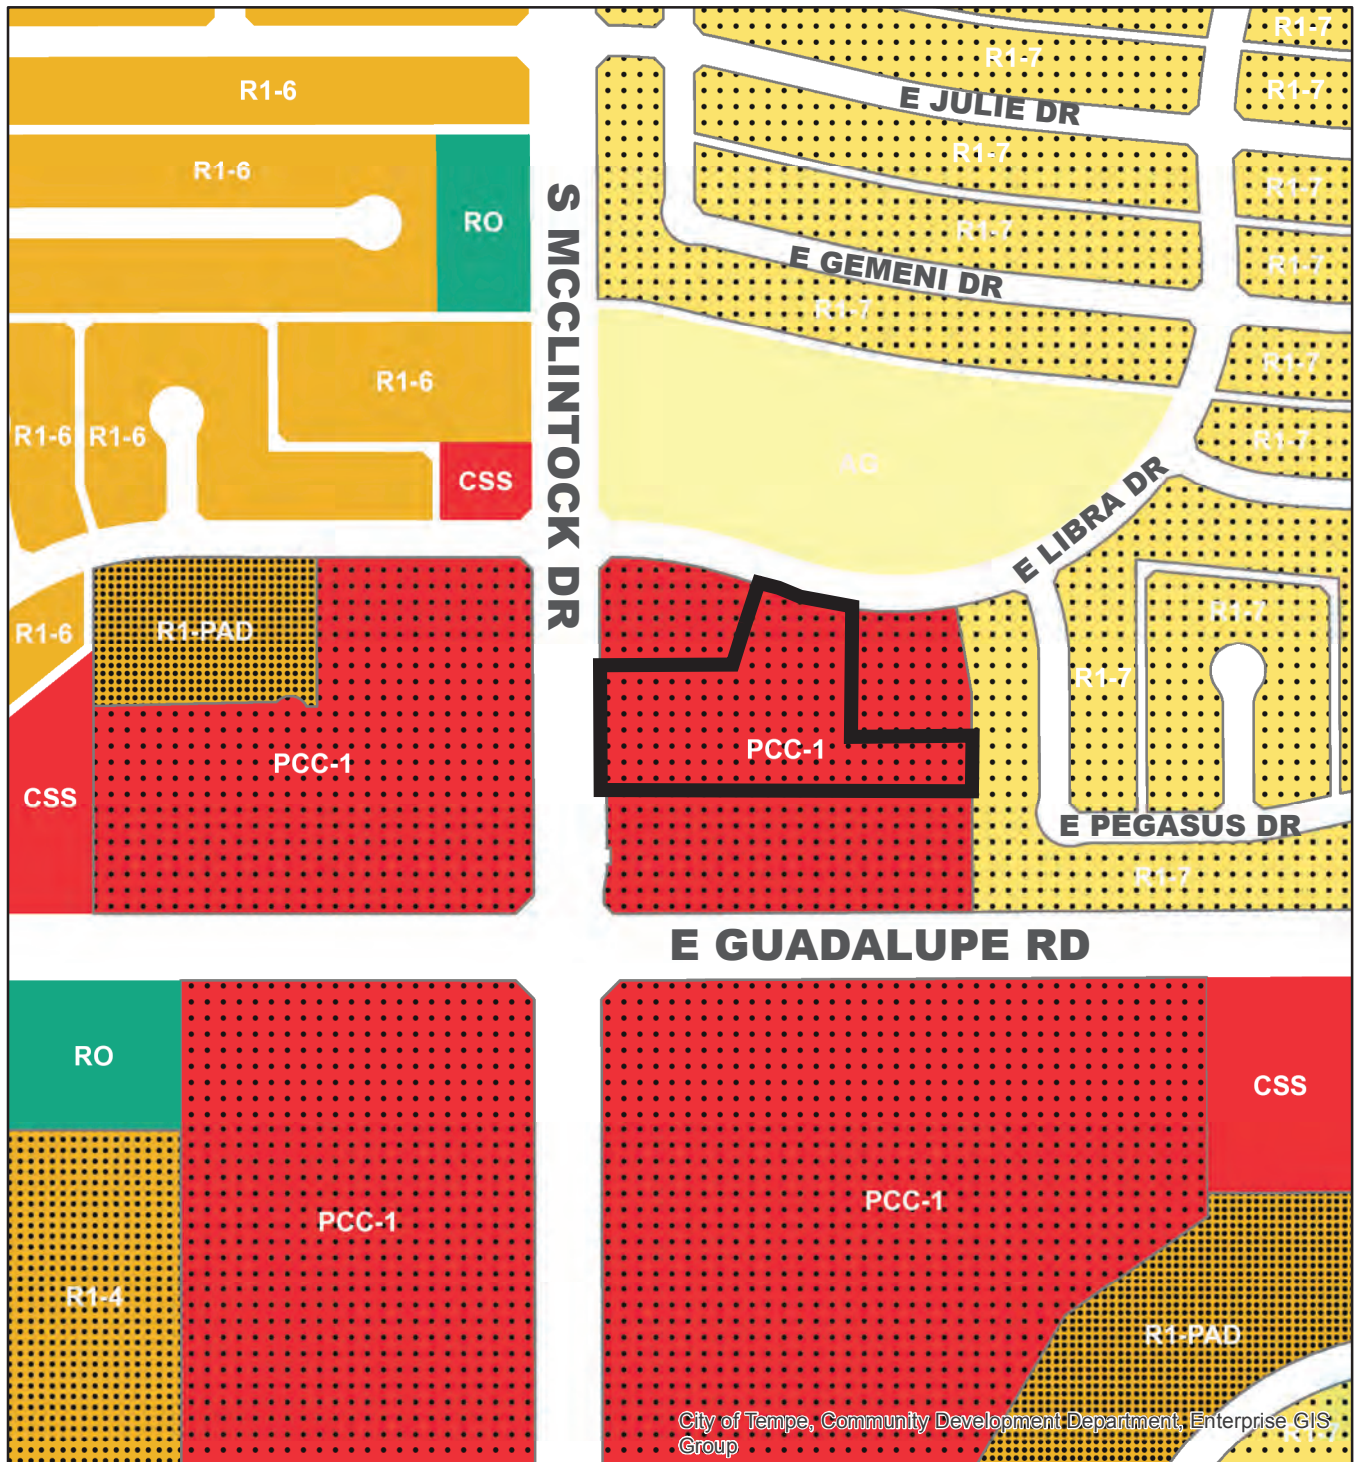 R1-7
R1-7
R1-6
R1-7
E JULIE DR
R1-7
R1-6
R1-7
RO
R1-7
S MCCLINTOCK DR
E GEMENI DR
R1-7
R1-7
R1-7
R1-6
R1-6
R1-6
R1-7
AG
CSS
E LIBRA DR
R1-7
R1-6
R1-PAD
R1-7
PCC-1
PCC-1
CSS
E PEGASUS DR
R1-7
E GUADALUPE RD
RO
CSS
PCC-1
PCC-1
R1-4
R1-PAD
City of Tempe, Community Development Department, Enterprise GIS
Group
R1-7